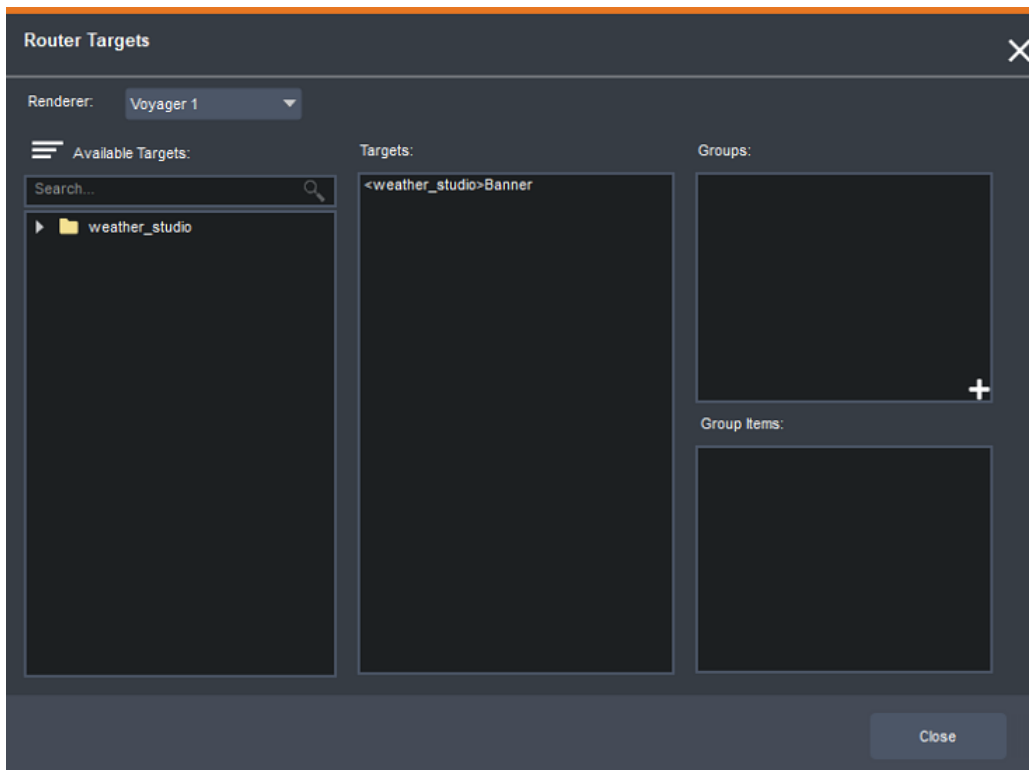 Router Targets
Renderer: Voyager 1
Available Targets:
Search...
weather_studio
Targets:
<weather_studio>Banner
Groups:
Group Items:
Close